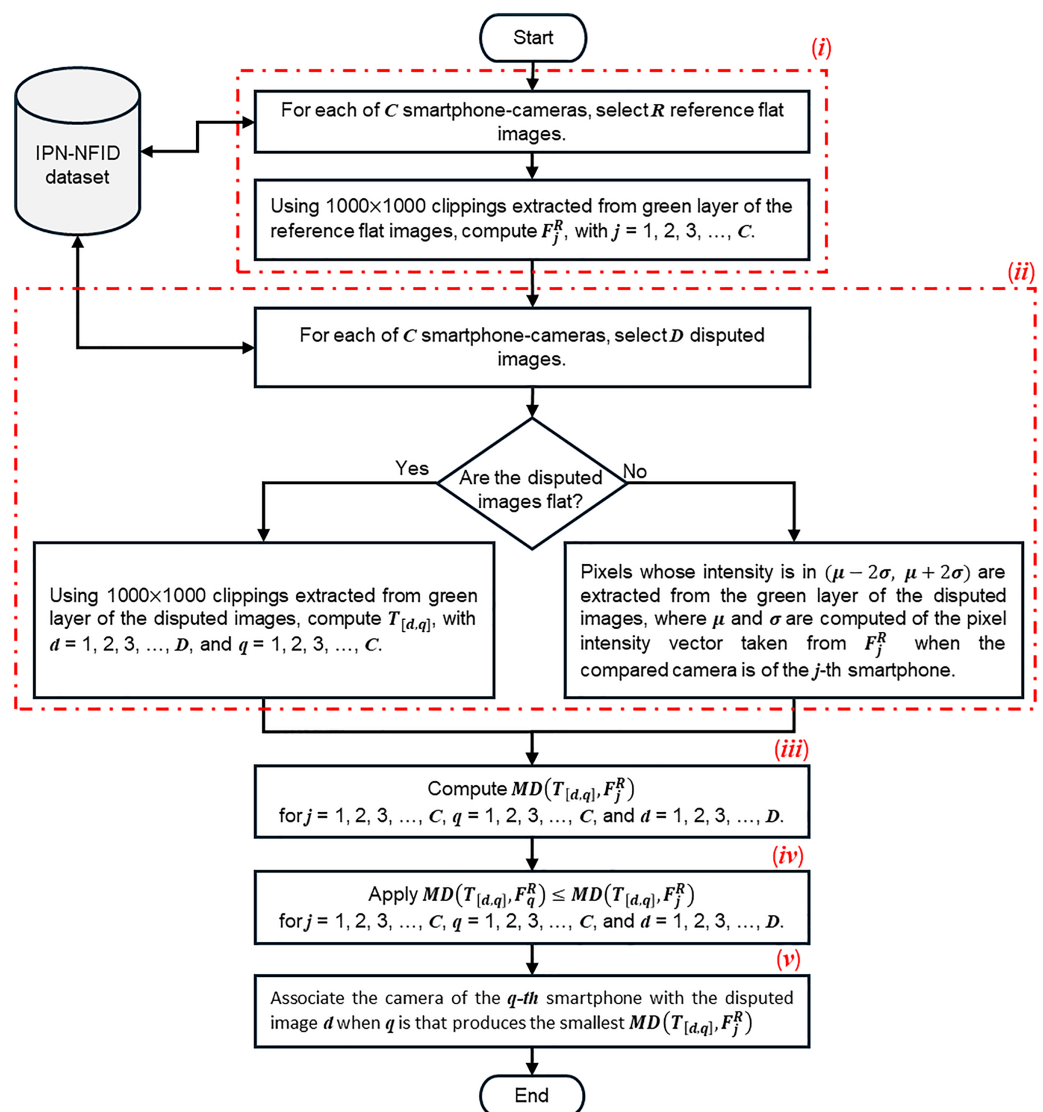 Start
(i)
For each of C smartphone-cameras, select R reference flat
images.
IPN-NFID
dataset
Using 1000×1000 clippings extracted from green layer of the
reference flat images, compute F_j^R, with j = 1, 2, 3, …, C.
(ii)
For each of C smartphone-cameras, select D disputed
images.
Yes
No
Are the disputed
images flat?
Using 1000×1000 clippings extracted from green
layer of the disputed images, compute T_[d,q], with
d = 1, 2, 3, …, D, and q = 1, 2, 3, …, C.
Pixels whose intensity is in (μ − 2σ, μ + 2σ) are
extracted from the green layer of the disputed
images, where μ and σ are computed of the pixel
intensity vector taken from F_j^R when the
compared camera is of the j-th smartphone.
(iii)
Compute MD(T_[d,q], F_j^R)
for j = 1, 2, 3, …, C, q = 1, 2, 3, …, C, and d = 1, 2, 3, …, D.
(iv)
Apply MD(T_[d,q], F_q^R) ≤ MD(T_[d,q], F_j^R)
for j = 1, 2, 3, …, C, q = 1, 2, 3, …, C, and d = 1, 2, 3, …, D.
(v)
Associate the camera of the q-th smartphone with the disputed
image d when q is that produces the smallest MD(T_[d,q], F_j^R)
End